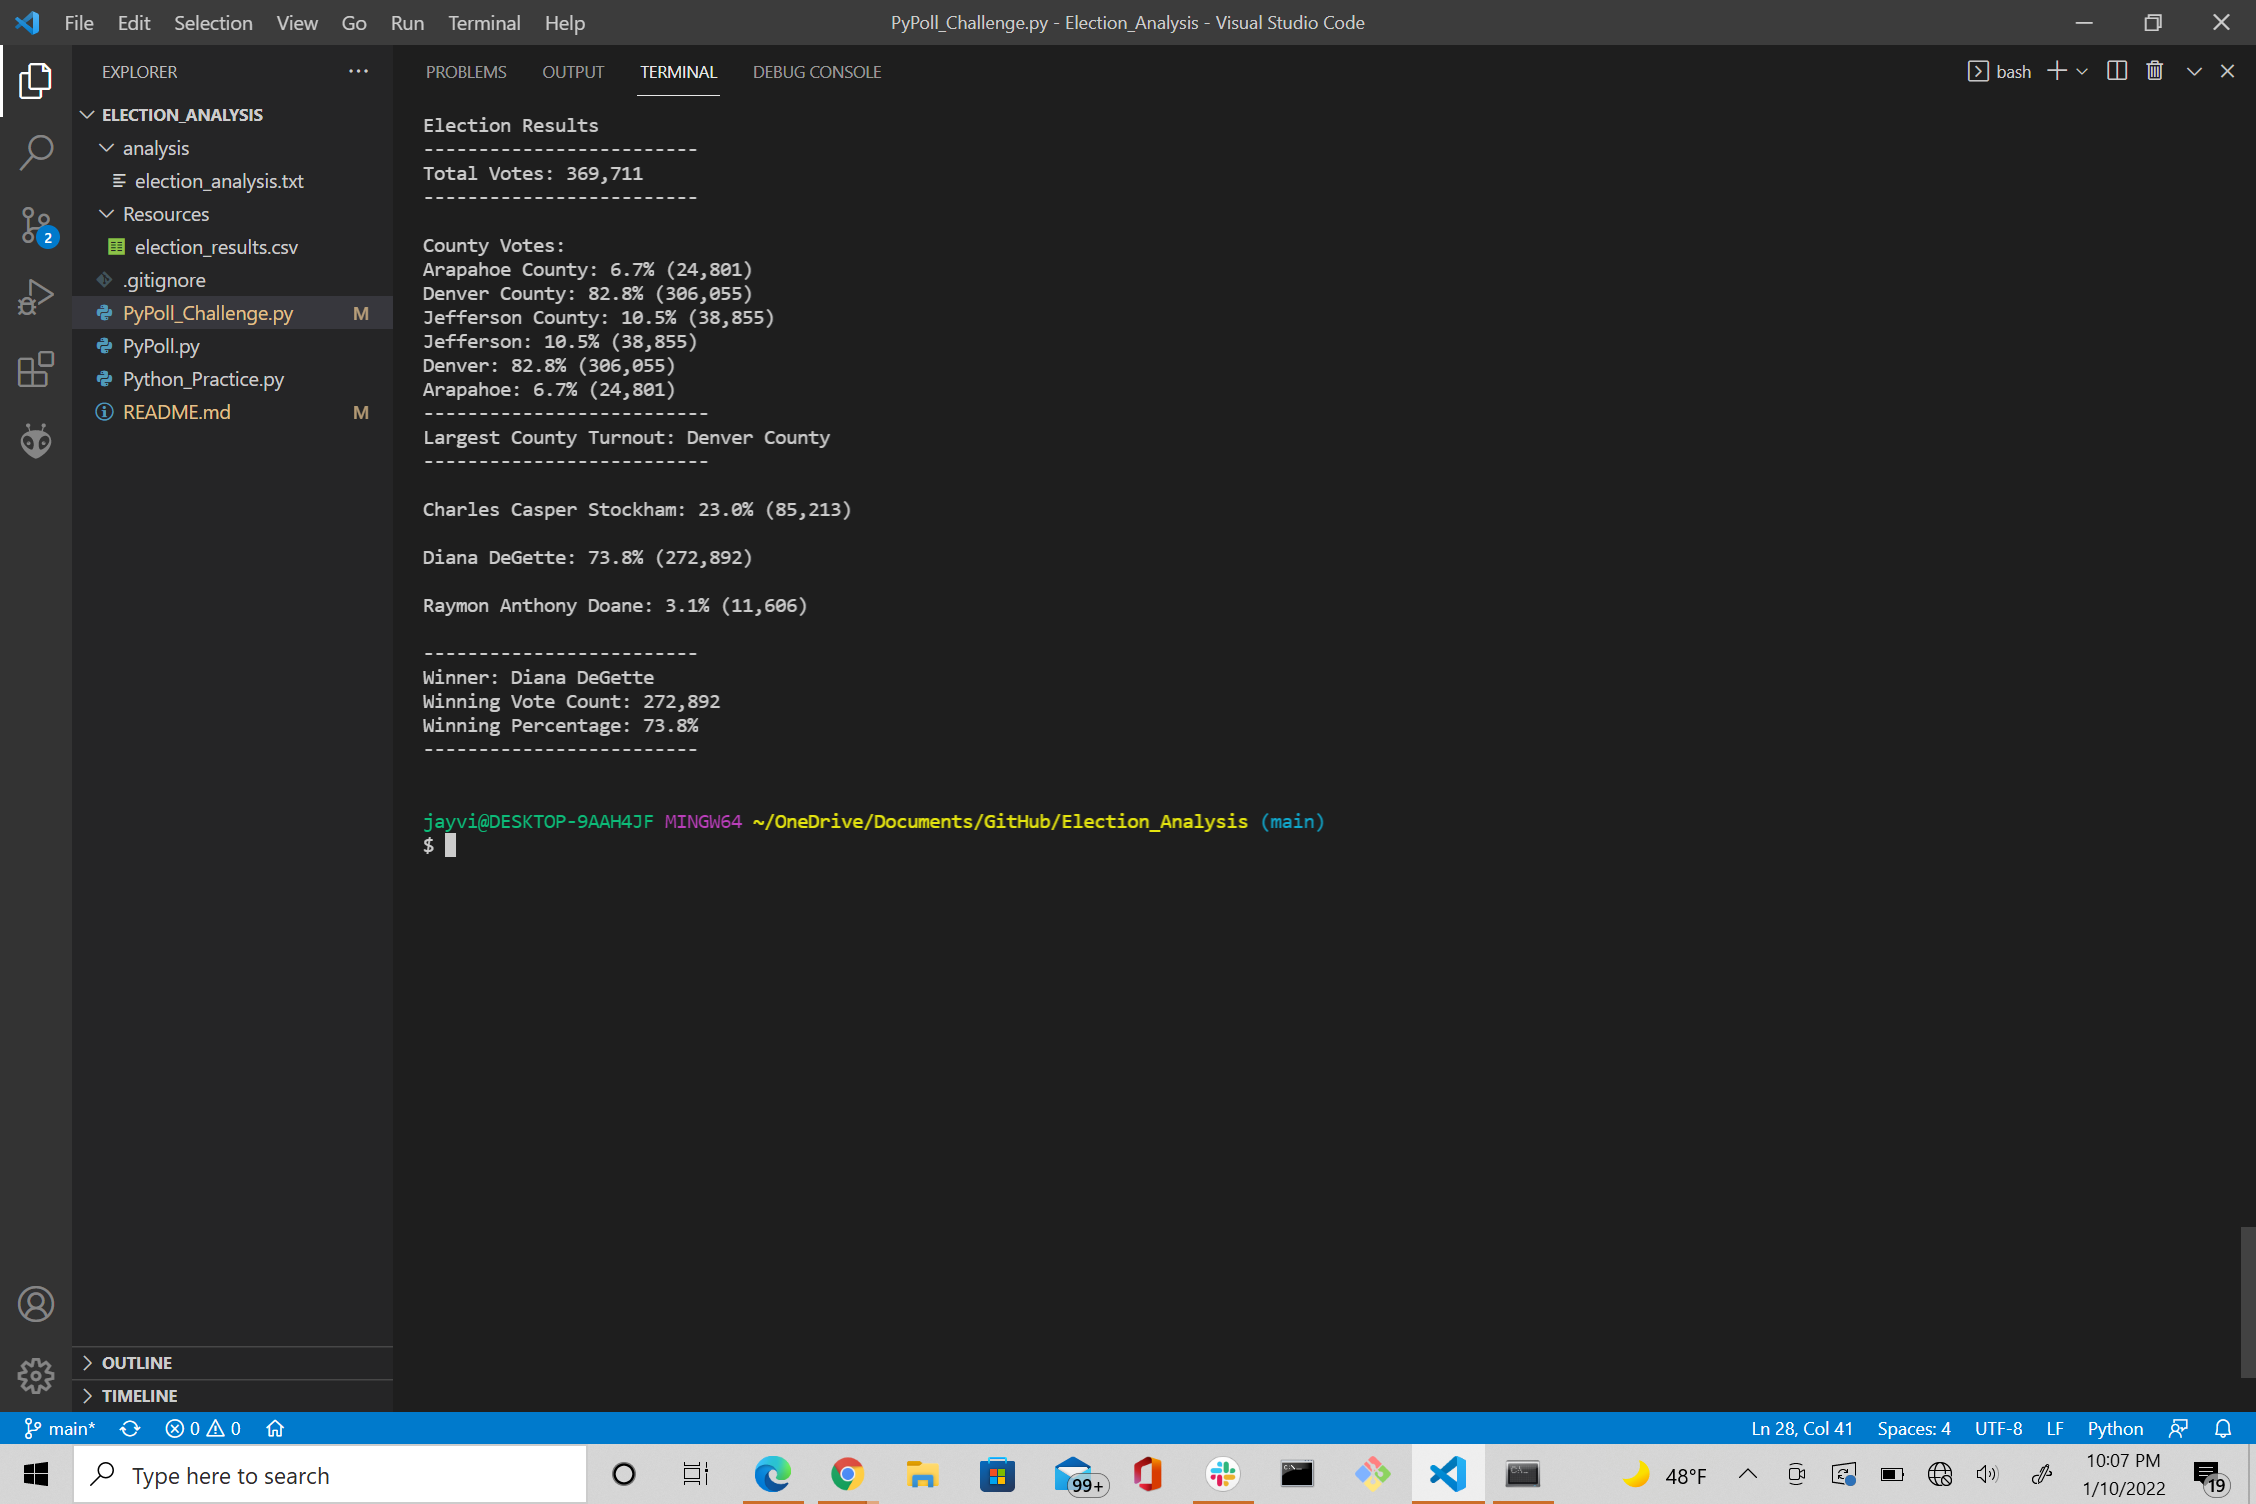 File Edit Selection View Go Run Terminal Help
PyPoll_Challenge.py - Election_Analysis - Visual Studio Code
EXPLORER
ELECTION_ANALYSIS
analysis
election_analysis.txt
Resources
election_results.csv
.gitignore
PyPoll_Challenge.py M
PyPoll.py
Python_Practice.py
README.md M
2
OUTLINE
TIMELINE
PROBLEMS OUTPUT TERMINAL DEBUG CONSOLE
bash
Election Results
-------------------------
Total Votes: 369,711
-------------------------
County Votes:
Arapahoe County: 6.7% (24,801)
Denver County: 82.8% (306,055)
Jefferson County: 10.5% (38,855)
Jefferson: 10.5% (38,855)
Denver: 82.8% (306,055)
Arapahoe: 6.7% (24,801)
--------------------------
Largest County Turnout: Denver County
--------------------------
Charles Casper Stockham: 23.0% (85,213)
Diana DeGette: 73.8% (272,892)
Raymon Anthony Doane: 3.1% (11,606)
-------------------------
Winner: Diana DeGette
Winning Vote Count: 272,892
Winning Percentage: 73.8%
-------------------------
jayvi@DESKTOP-9AAH4JF MINGW64 ~/OneDrive/Documents/GitHub/Election_Analysis (main)
$
main* 0 0
Ln 28, Col 41 Spaces: 4 UTF-8 LF Python
Type here to search
99+
48°F
10:07 PM
1/10/2022
19